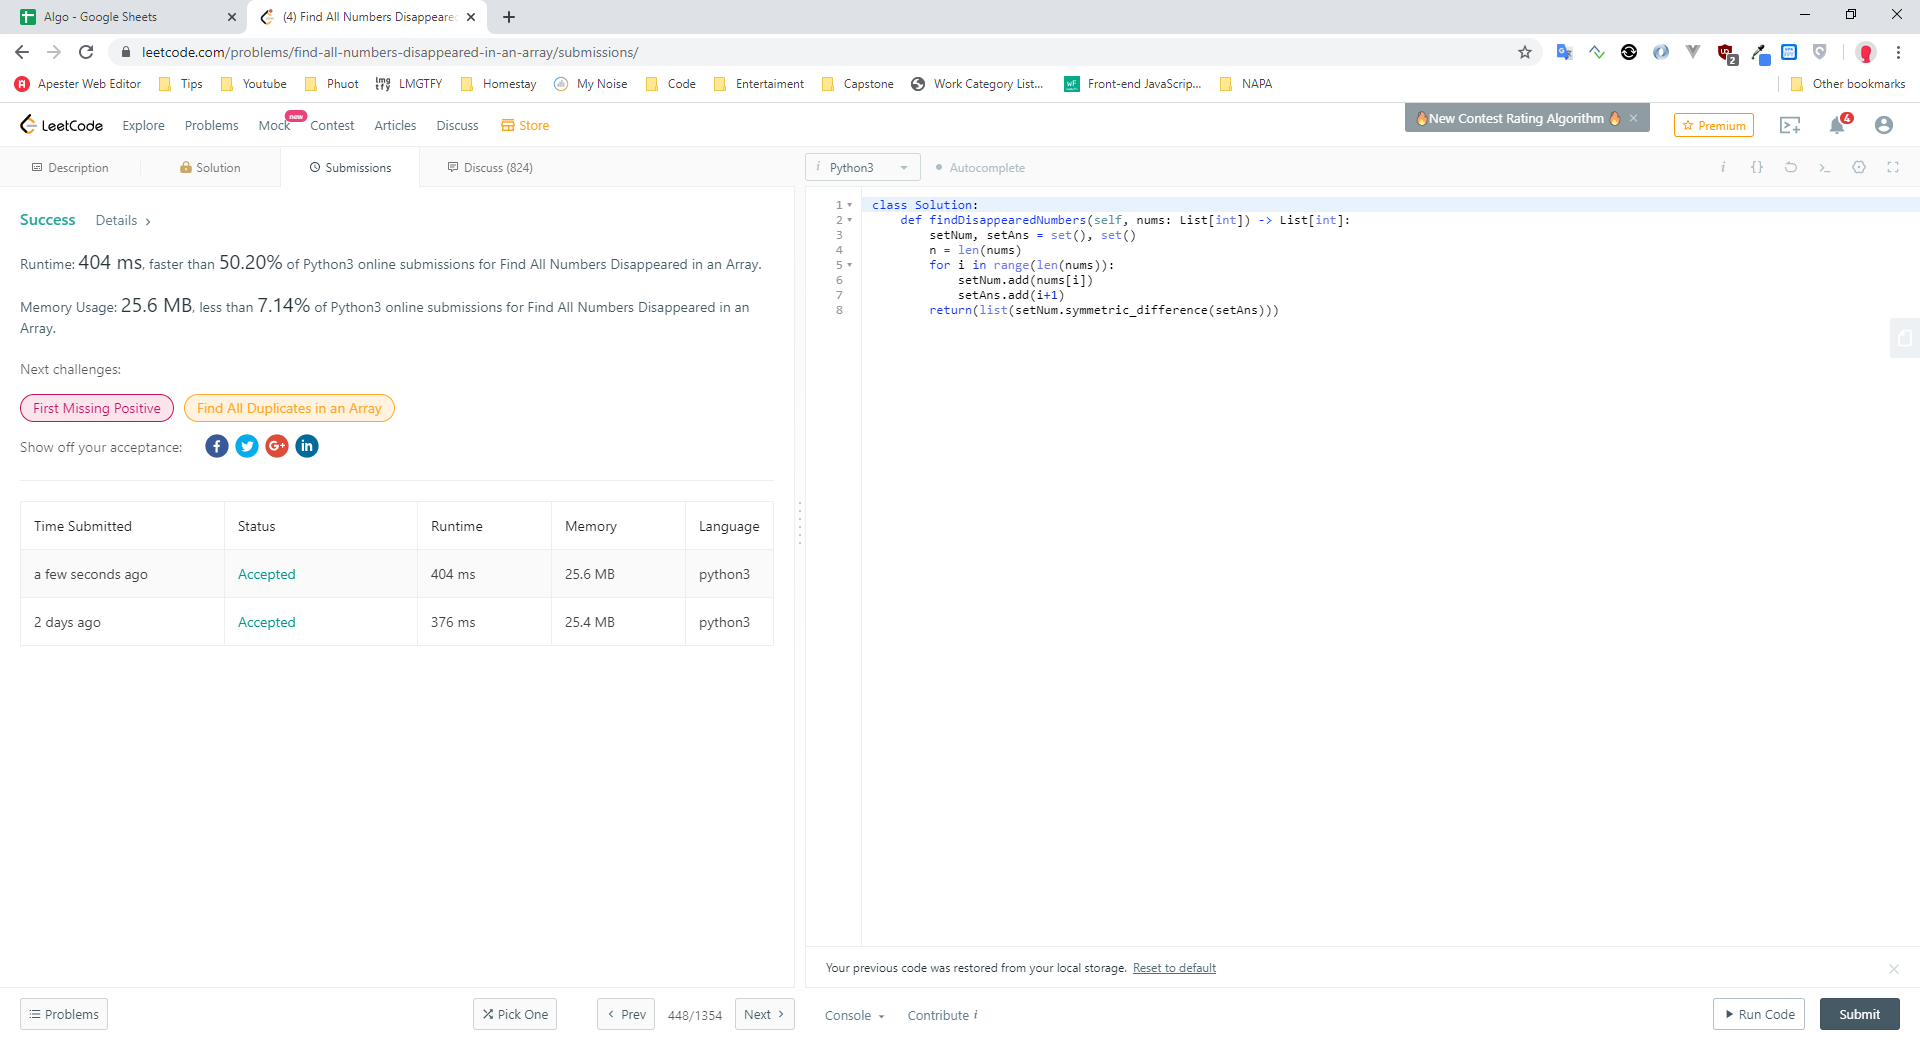 Algo - Google Sheets
(4) Find All Numbers Disappeare
leetcode.com/problems/find-all-numbers-disappeared-in-an-array/submissions/
2
Apester Web Editor Tips Youtube Phuot LMGTFY Homestay My Noise Code Entertaiment Capstone Work Category List... Front-end JavaScrip... NAPA Other bookmarks
LeetCode Explore Problems Mock new Contest Articles Discuss Store New Contest Rating Algorithm Premium 4
Description Solution Submissions Discuss (824)
i Python3 Autocomplete i {} >_
Success Details >
Runtime: 404 ms, faster than 50.20% of Python3 online submissions for Find All Numbers Disappeared in an Array.
Memory Usage: 25.6 MB, less than 7.14% of Python3 online submissions for Find All Numbers Disappeared in an
Array.
Next challenges:
First Missing Positive Find All Duplicates in an Array
Show off your acceptance: f G+ in
Time Submitted Status Runtime Memory Language
a few seconds ago Accepted 404 ms 25.6 MB python3
2 days ago Accepted 376 ms 25.4 MB python3
1 class Solution:
2 def findDisappearedNumbers(self, nums: List[int]) -> List[int]:
3 setNum, setAns = set(), set()
4 n = len(nums)
5 for i in range(len(nums)):
6 setNum.add(nums[i])
7 setAns.add(i+1)
8 return(list(setNum.symmetric_difference(setAns)))
Your previous code was restored from your local storage. Reset to default
Problems Pick One < Prev 448/1354 Next > Console Contribute i Run Code Submit